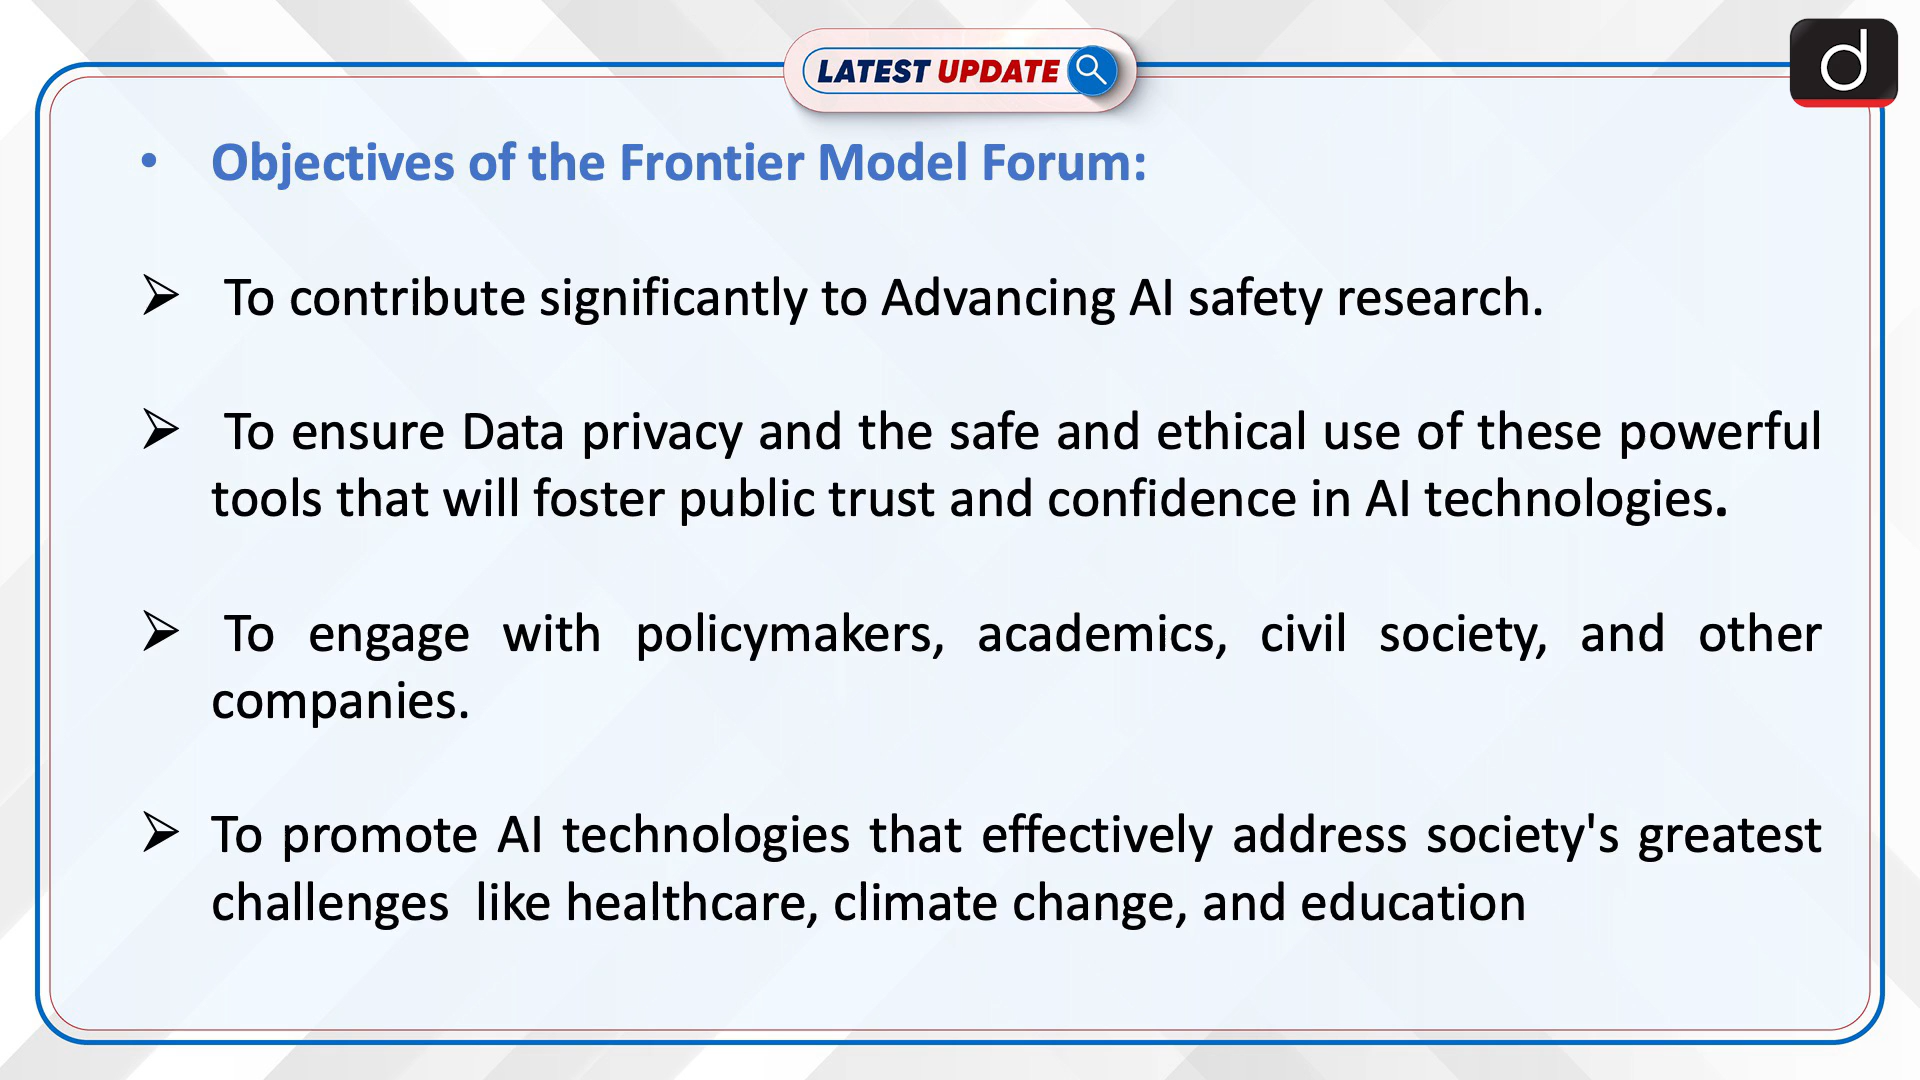 LATEST UPDATE
d
• Objectives of the Frontier Model Forum:
➢ To contribute significantly to Advancing AI safety research.
➢ To ensure Data privacy and the safe and ethical use of these powerful
tools that will foster public trust and confidence in AI technologies.
➢ To engage with policymakers, academics, civil society, and other
companies.
➢ To promote AI technologies that effectively address society's greatest
challenges  like healthcare, climate change, and education